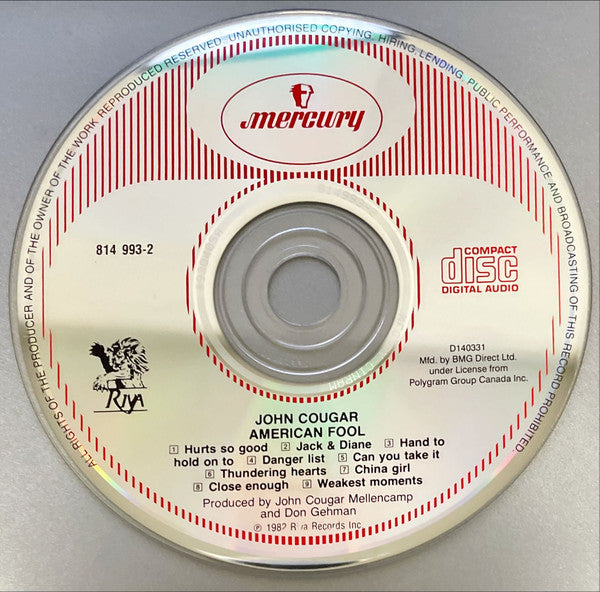 ALL RIGHTS OF THE PRODUCER AND OF THE OWNER OF THE WORK REPRODUCED RESERVED. UNAUTHORISED COPYING, HIRING, LENDING, PUBLIC PERFORMANCE AND BROADCASTING OF THIS RECORD PROHIBITED.
mercury
814 993-2
COMPACT
disc
DIGITAL AUDIO
RIVA
D140331
Mfd. by BMG Direct Ltd.
under License from
Polygram Group Canada Inc.
JOHN COUGAR
AMERICAN FOOL
1 Hurts so good 2 Jack & Diane 3 Hand to
hold on to 4 Danger list 5 Can you take it
6 Thundering hearts 7 China girl
8 Close enough 9 Weakest moments
Produced by John Cougar Mellencamp
and Don Gehman
℗ 1982 Riva Records Inc.